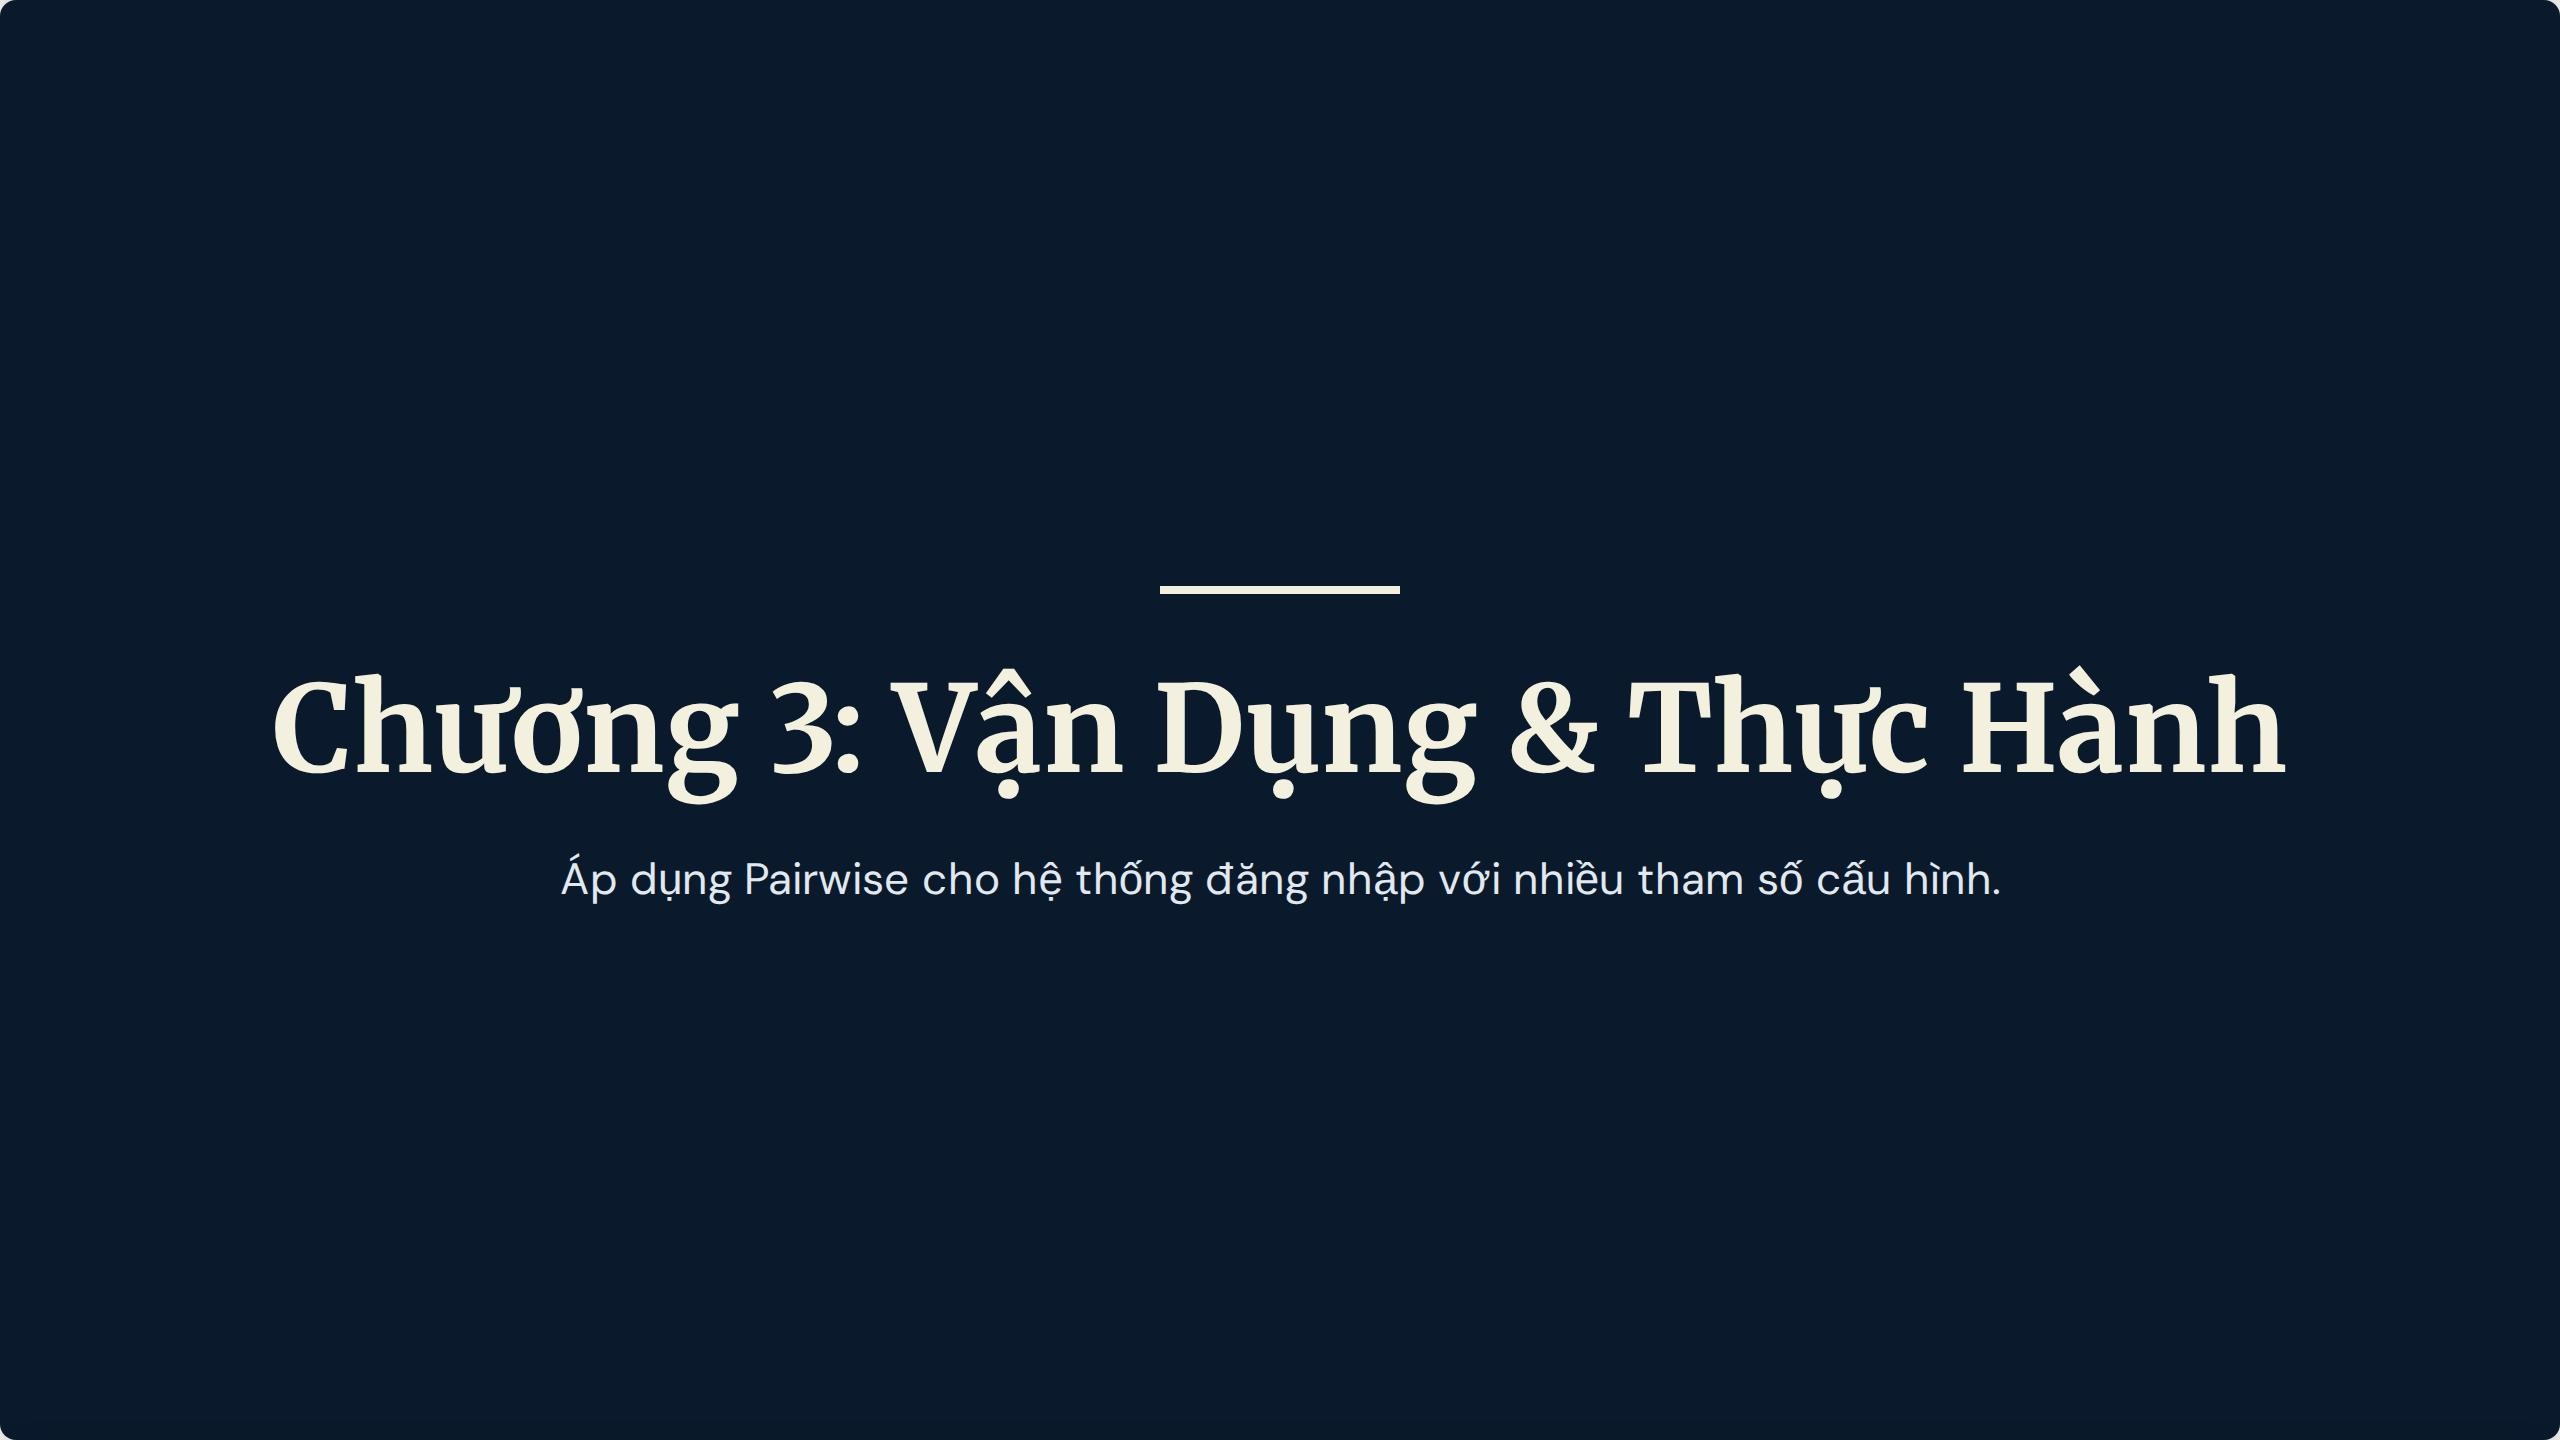 Chương 3: Vận Dụng & Thực Hành
Áp dụng Pairwise cho hệ thống đăng nhập với nhiều tham số cấu hình.